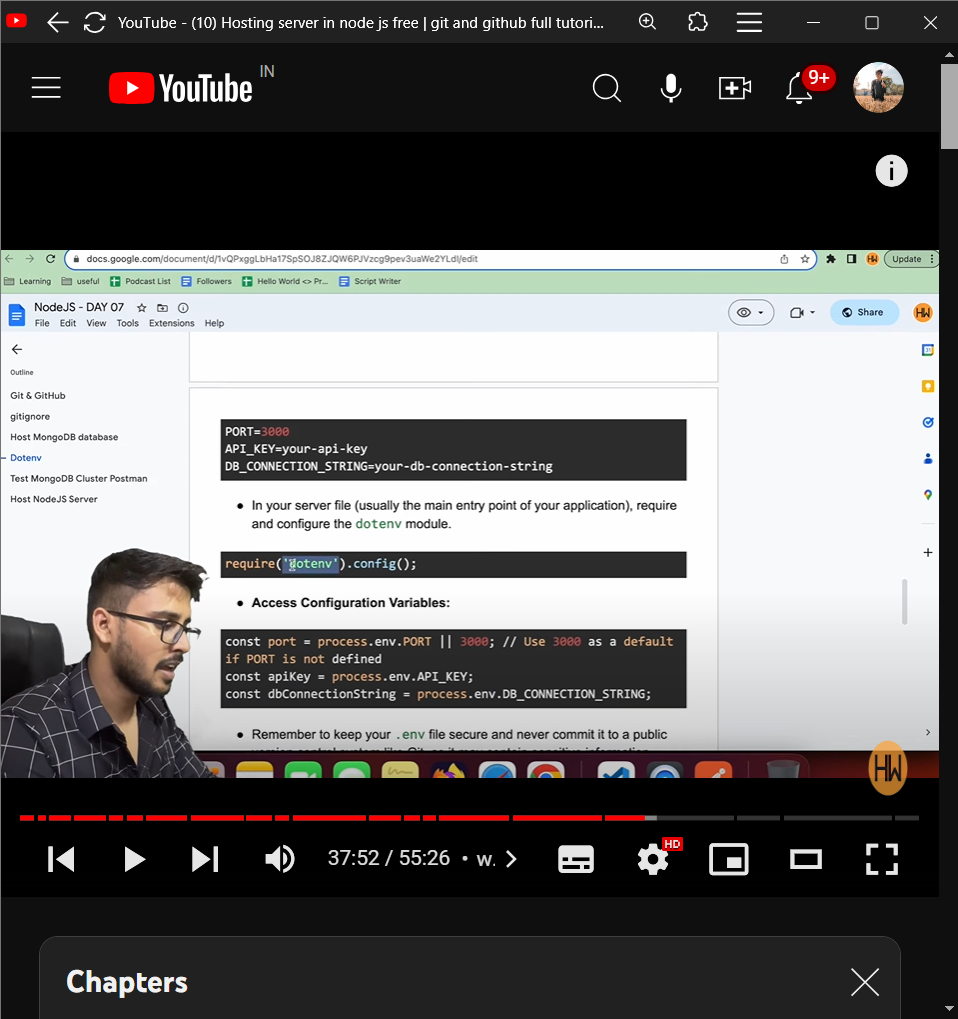 YouTube - (10) Hosting server in node js free | git and github full tutori...
YouTube IN
9+
docs.google.com/document/d/1vQPxggLbHa17SpSOJ8ZJQW6PJVzcg9pev3uaWe2YLdI/edit
HW
Update
Learning
useful
Podcast List
Followers
Hello World <> Pr...
Script Writer
NodeJS - DAY 07
File Edit View Tools Extensions Help
Share
HW
Outline
Git & GitHub
gitignore
Host MongoDB database
Dotenv
Test MongoDB Cluster Postman
Host NodeJS Server
PORT=3000
API_KEY=your-api-key
DB_CONNECTION_STRING=your-db-connection-string
● In your server file (usually the main entry point of your application), require
and configure the dotenv module.
require('dotenv').config();
● Access Configuration Variables:
const port = process.env.PORT || 3000; // Use 3000 as a default
if PORT is not defined
const apiKey = process.env.API_KEY;
const dbConnectionString = process.env.DB_CONNECTION_STRING;
● Remember to keep your .env file secure and never commit it to a public
HW
37:52 / 55:26 • w.
HD
Chapters